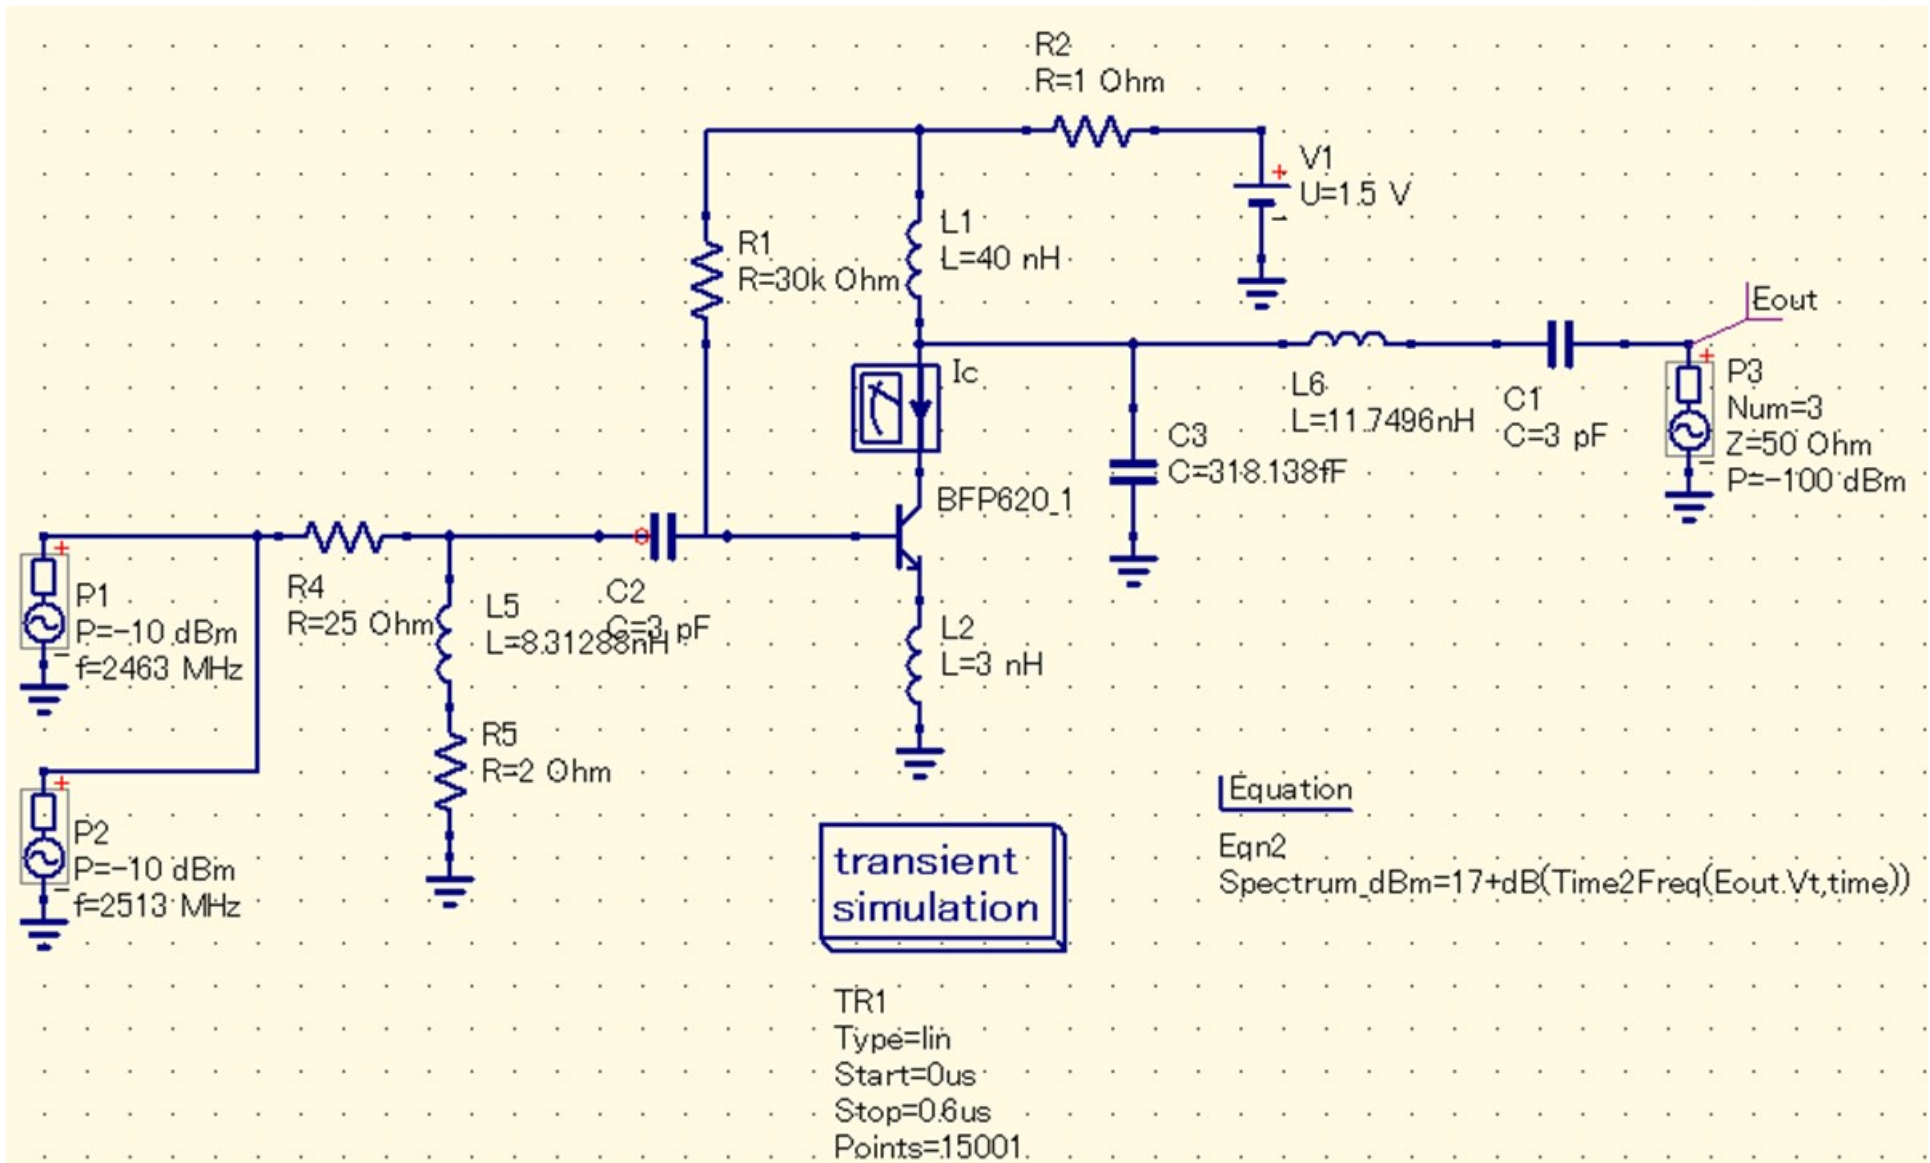 R2
R=1 Ohm
V1
U=1.5 V
R1
R=30k Ohm
L1
L=40 nH
Eout
Ic
L6
L=11.7496nH
C1
C=3 pF
P3
Num=3
Z=50 Ohm
P=-100 dBm
C3
C=318.138fF
BFP620_1
P1
P=-10 dBm
f=2463 MHz
R4
R=25 Ohm
L5
L=8.31288nH
C2
C=3 pF
L2
L=3 nH
R5
R=2 Ohm
P2
P=-10 dBm
f=2513 MHz
transient
simulation
Equation
Eqn2
Spectrum_dBm=17+dB(Time2Freq(Eout.Vt,time))
TR1
Type=lin
Start=0us
Stop=0.6us
Points=15001